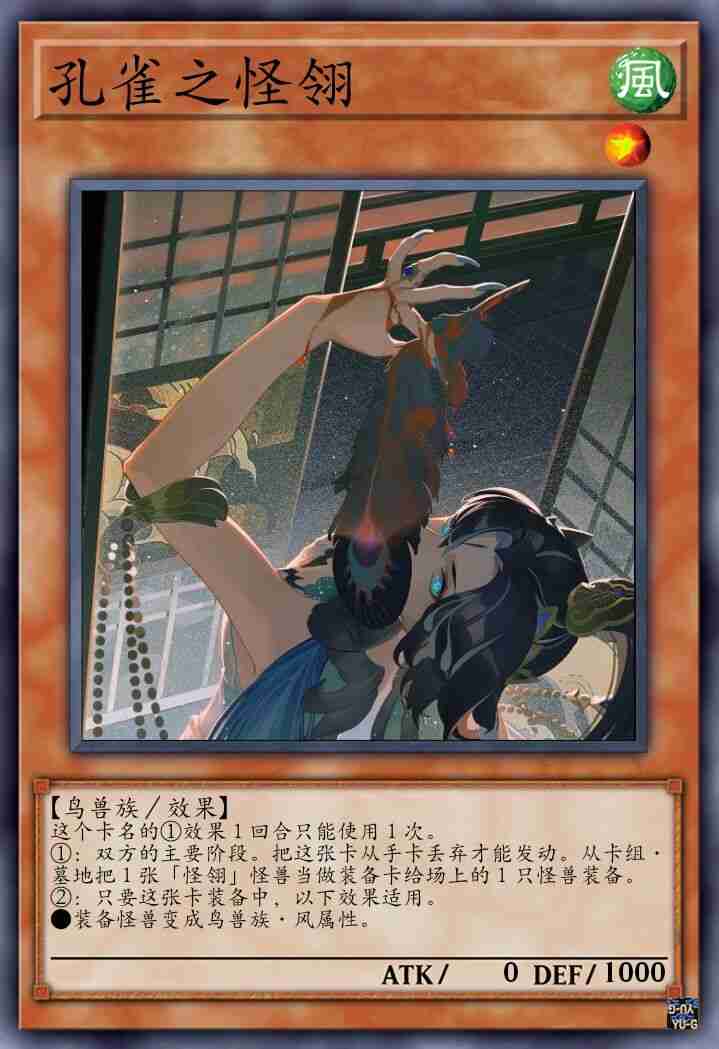 孔雀之怪翎
風
【鸟兽族／效果】
这个卡名的①效果１回合只能使用１次。
①：双方的主要阶段。把这张卡从手卡丢弃才能发动。从卡组·
墓地把１张「怪翎」怪兽当做装备卡给场上的１只怪兽装备。
②：只要这张卡装备中，以下效果适用。
●装备怪兽变成鸟兽族·风属性。
ATK/ 0 DEF/1000
YU-G